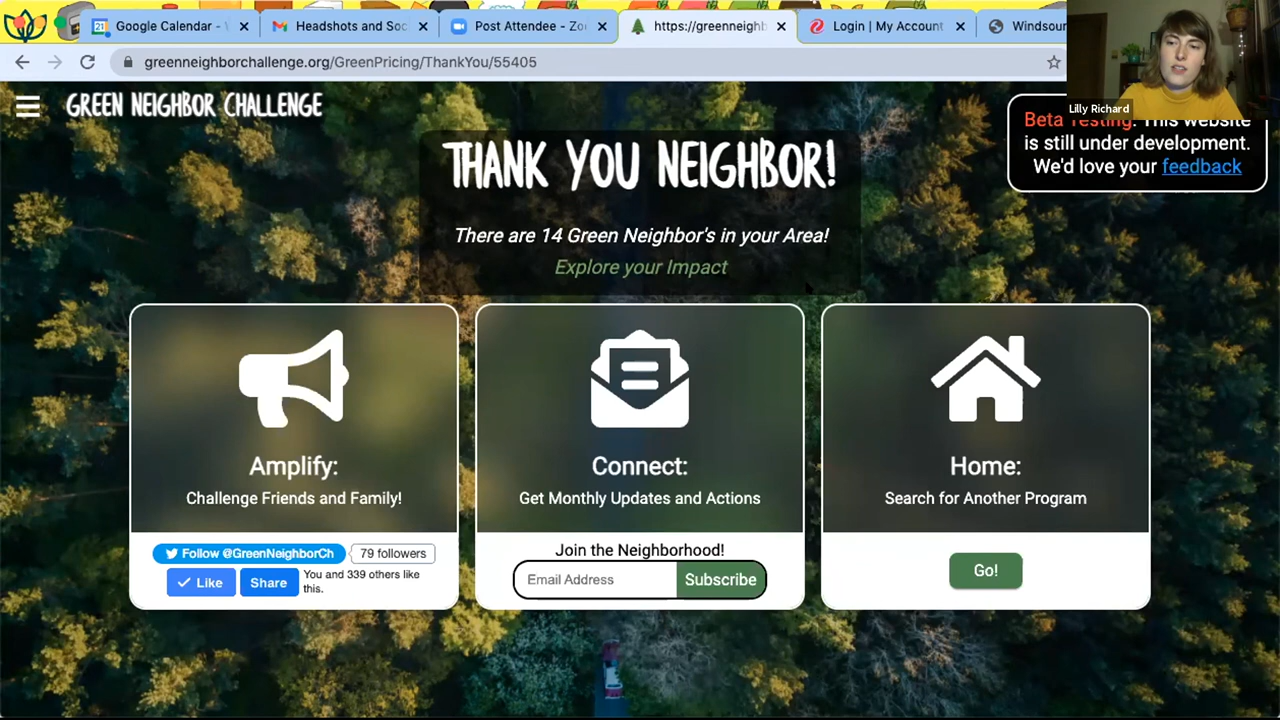 Google Calendar -
Headshots and Soc
Post Attendee - Zo
https://greenneighb
Login | My Account
Windsou
greenneighborchallenge.org/GreenPricing/ThankYou/55405
Lilly Richard
GREEN NEIGHBOR CHALLENGE
Beta Testing: This website
is still under development.
We'd love your feedback
THANK YOU NEIGHBOR!
There are 14 Green Neighbor's in your Area!
Explore your Impact
Amplify:
Challenge Friends and Family!
Follow @GreenNeighborCh
79 followers
Like
Share
You and 339 others like
this.
Connect:
Get Monthly Updates and Actions
Join the Neighborhood!
Email Address
Subscribe
Home:
Search for Another Program
Go!